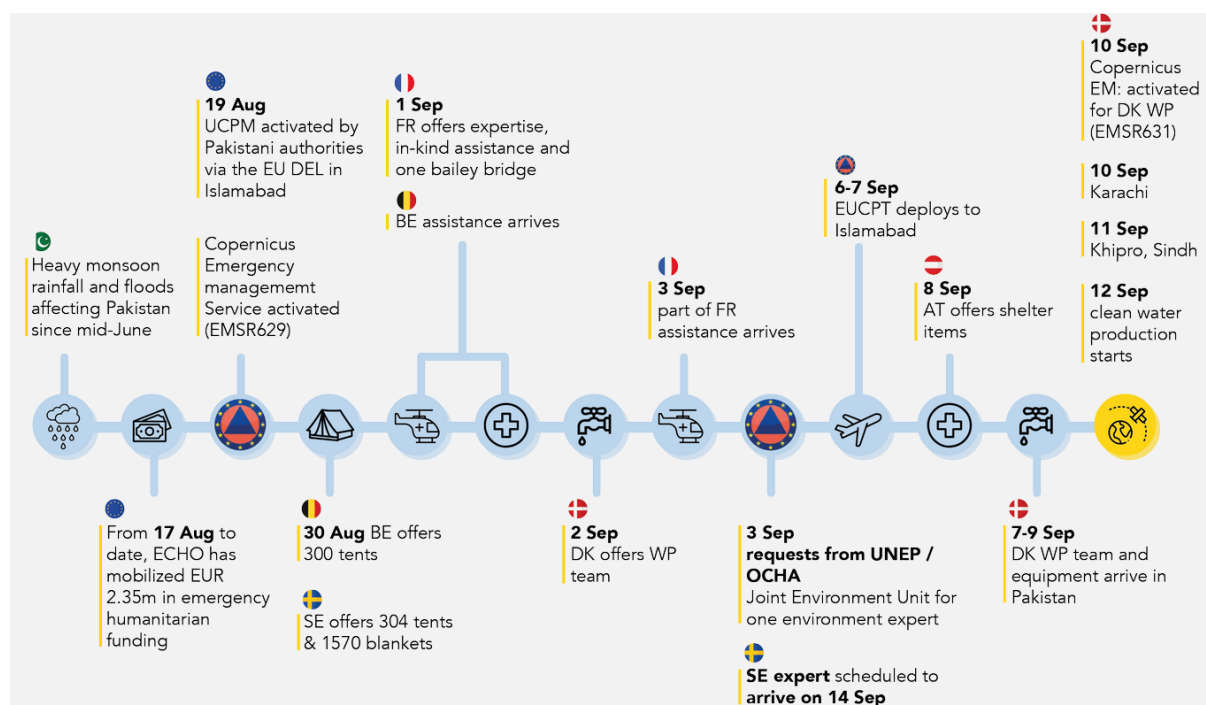 Heavy monsoon
rainfall and floods
affecting Pakistan
since mid-June
From 17 Aug to
date, ECHO has
mobilized EUR
2.35m in emergency
humanitarian
funding
19 Aug
UCPM activated by
Pakistani authorities
via the EU DEL in
Islamabad
Copernicus
Emergency
managememt
Service activated
(EMSR629)
30 Aug BE offers
300 tents
SE offers 304 tents
& 1570 blankets
1 Sep
FR offers expertise,
in-kind assistance and
one bailey bridge
BE assistance arrives
2 Sep
DK offers WP
team
3 Sep
part of FR
assistance arrives
3 Sep
requests from UNEP /
OCHA
Joint Environment Unit for
one environment expert
SE expert scheduled to
arrive on 14 Sep
6-7 Sep
EUCPT deploys to
Islamabad
8 Sep
AT offers shelter
items
7-9 Sep
DK WP team and
equipment arrive in
Pakistan
10 Sep
Copernicus
EM: activated
for DK WP
(EMSR631)
10 Sep
Karachi
11 Sep
Khipro, Sindh
12 Sep
clean water
production
starts